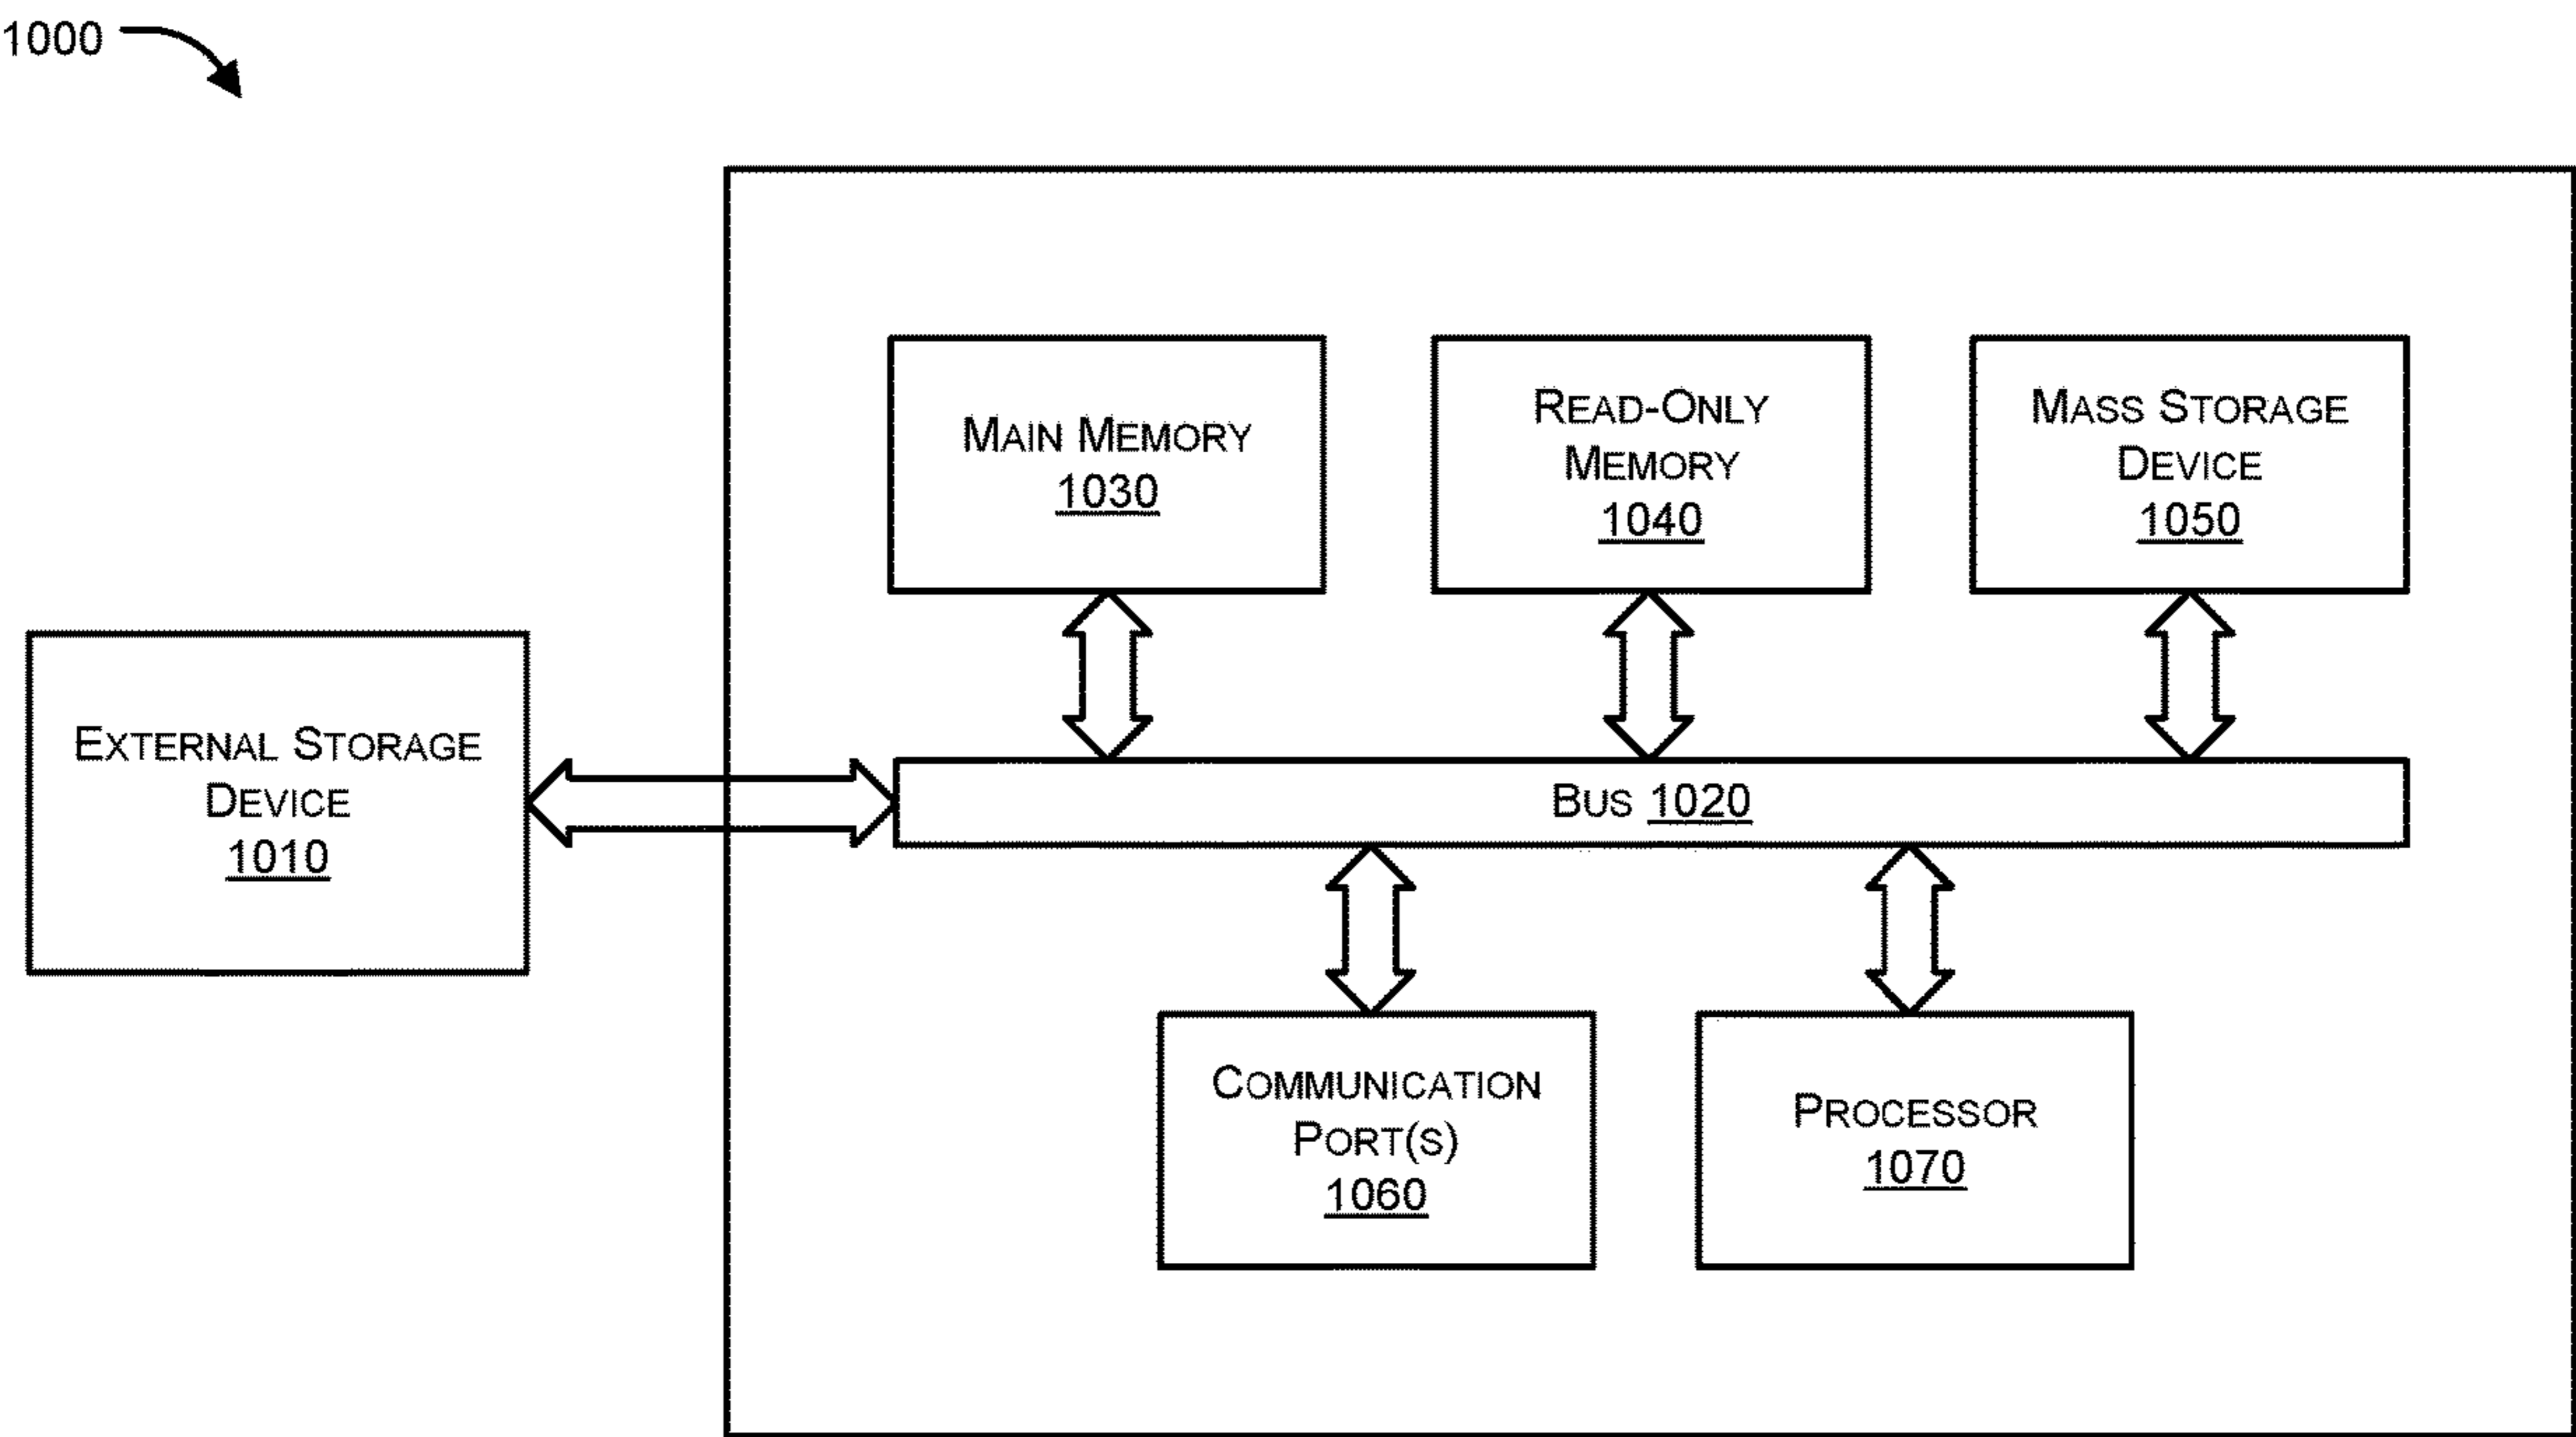 1000
MAIN MEMORY
1030
READ-ONLY
MEMORY
1040
MASS STORAGE
DEVICE
1050
EXTERNAL STORAGE
DEVICE
1010
BUS 1020
COMMUNICATION
PORT(S)
1060
PROCESSOR
1070